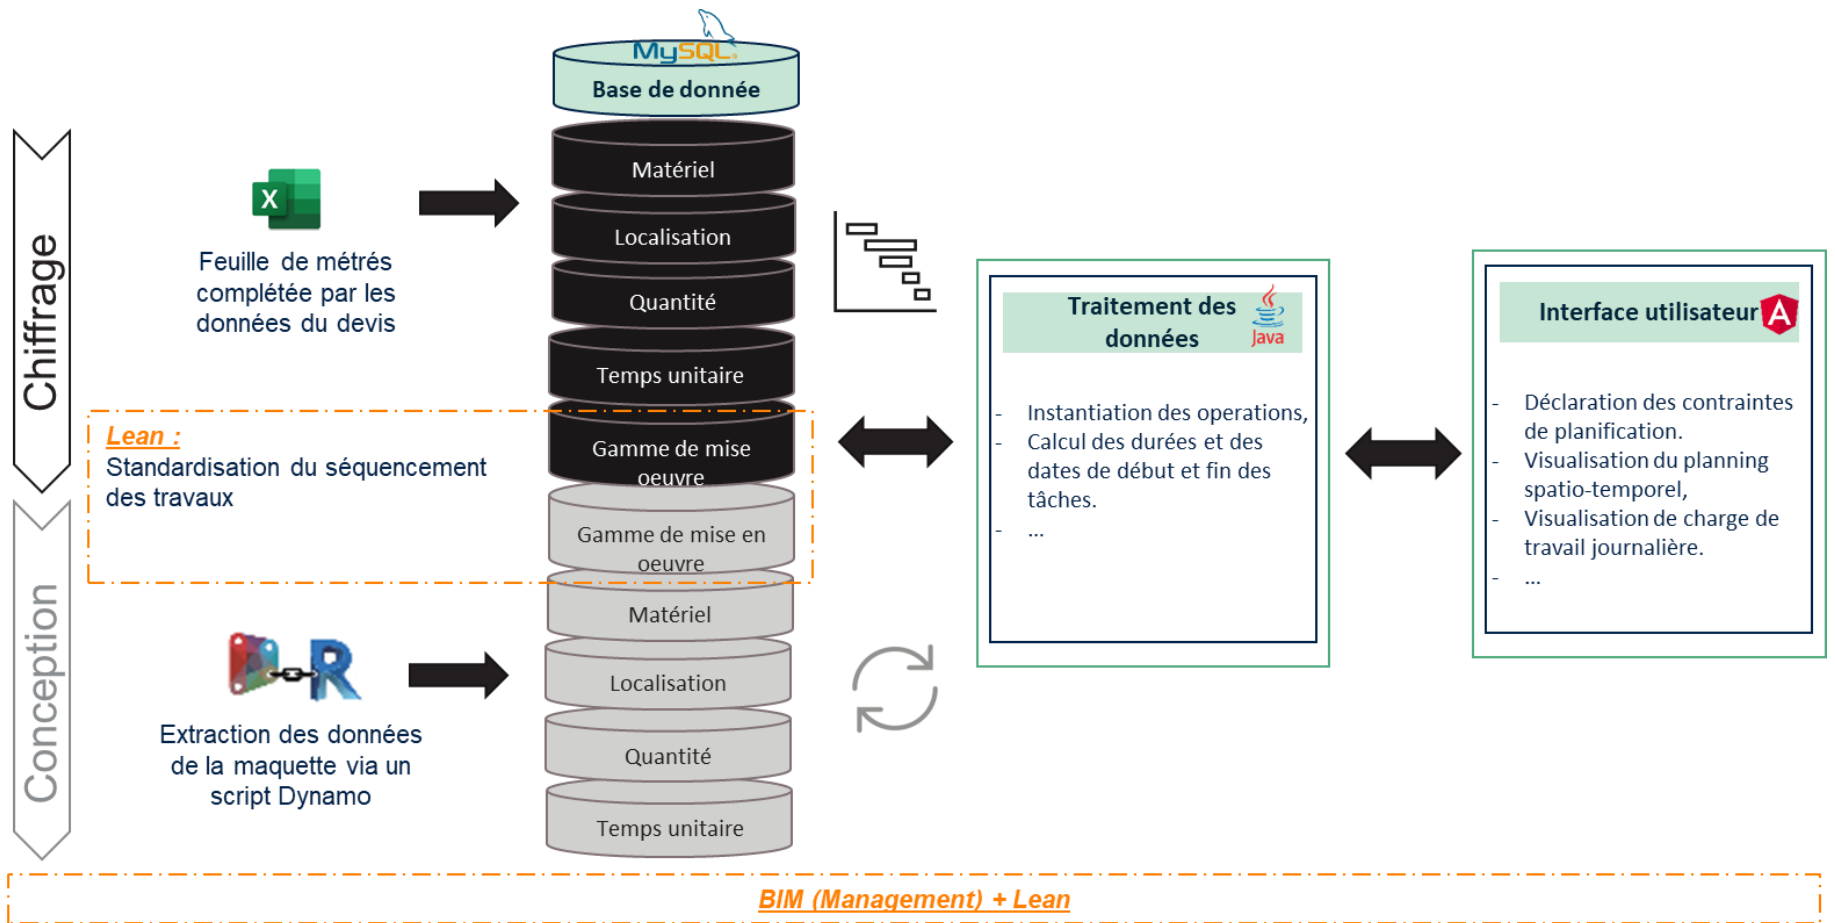 MySQL®
Base de donnée
Chiffrage
X
Feuille de métrés
complétée par les
données du devis
Matériel
Localisation
Quantité
Temps unitaire
Gamme de mise
oeuvre
Lean :
Standardisation du séquencement
des travaux
Gamme de mise en
oeuvre
Conception
R
Extraction des données
de la maquette via un
script Dynamo
Matériel
Localisation
Quantité
Temps unitaire
Traitement des
données
Java
- Instantiation des operations,
- Calcul des durées et des
dates de début et fin des
tâches.
- ...
Interface utilisateur
A
- Déclaration des contraintes
de planification.
- Visualisation du planning
spatio-temporel,
- Visualisation de charge de
travail journalière.
- ...
BIM (Management) + Lean